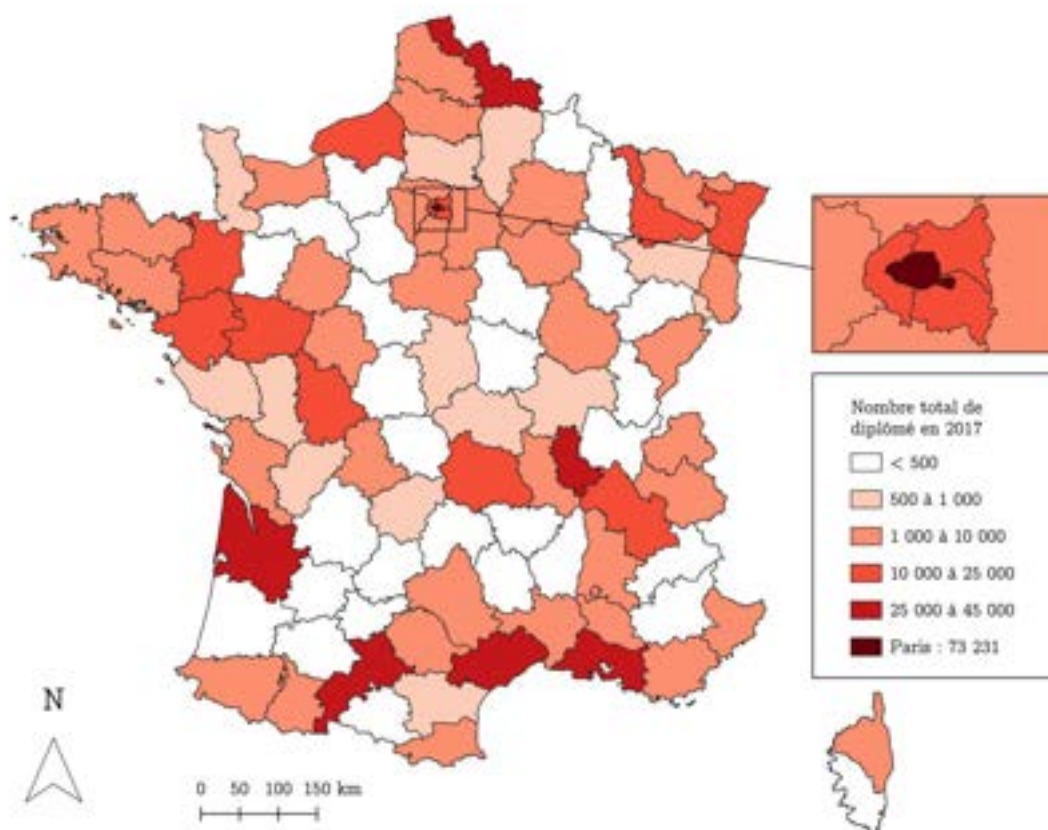 Nombre total de
diplômé en 2017
< 500
500 à 1 000
1 000 à 10 000
10 000 à 25 000
25 000 à 45 000
Paris : 73 231
N
0 50 100 150 km